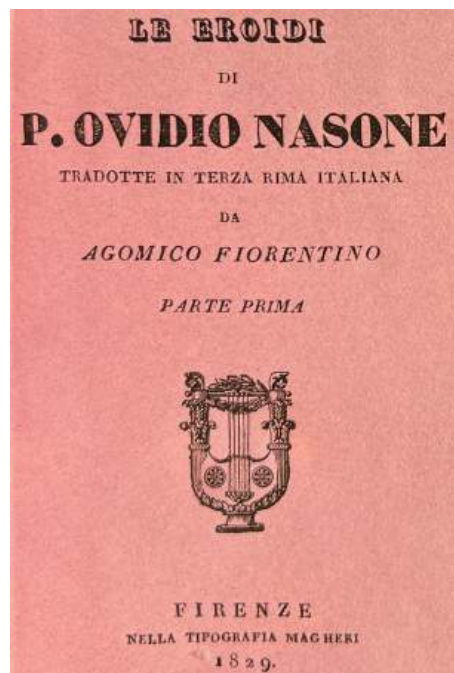 LE EROIDI
DI
P. OVIDIO NASONE
TRADOTTE IN TERZA RIMA ITALIANA
DA
AGOMICO FIORENTINO
PARTE PRIMA
FIRENZE
NELLA TIPOGRAFIA MAGHERI
1829.